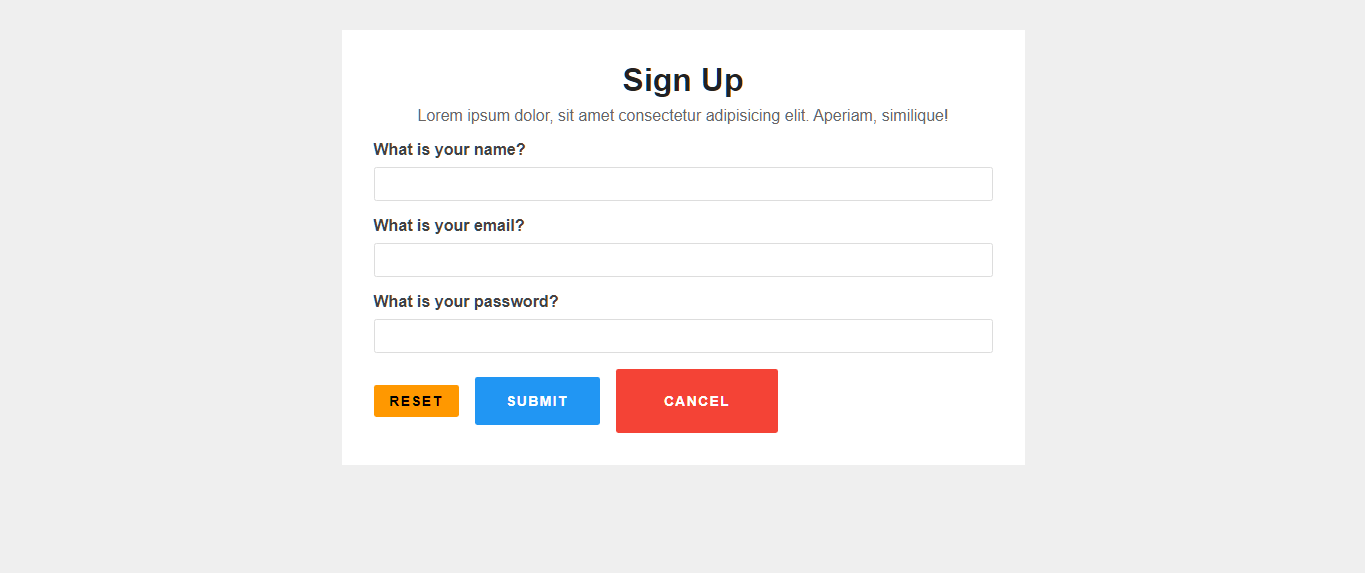 Sign Up
Lorem ipsum dolor, sit amet consectetur adipisicing elit. Aperiam, similique!
What is your name?
What is your email?
What is your password?
RESET SUBMIT CANCEL